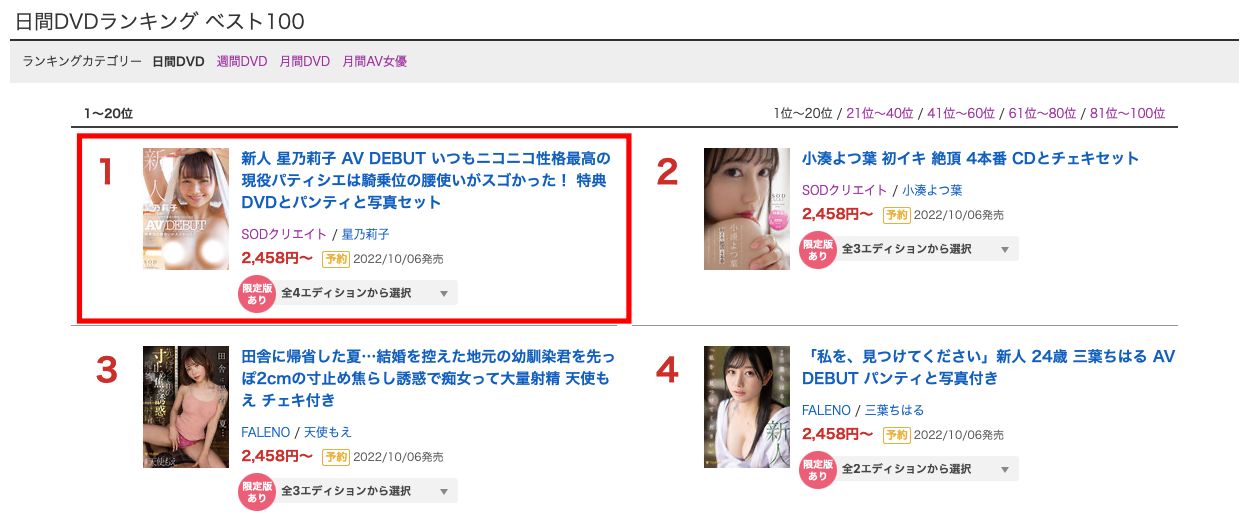 日間DVDランキング ベスト100
ランキングカテゴリー 日間DVD 週間DVD 月間DVD 月間AV女優
1～20位
1位～20位 / 21位～40位 / 41位～60位 / 61位～80位 / 81位～100位
1
新人
星乃莉子
AV DEBUT
SOD
新人 星乃莉子 AV DEBUT いつもニコニコ性格最高の
現役パティシエは騎乗位の腰使いがスゴかった！ 特典
DVDとパンティと写真セット
SODクリエイト / 星乃莉子
2,458円～ 予約 2022/10/06発売
限定版
あり
全4エディションから選択
2
SOD
小湊よつ葉
小湊よつ葉 初イキ 絶頂 4本番 CDとチェキセット
SODクリエイト / 小湊よつ葉
2,458円～ 予約 2022/10/06発売
限定版
あり
全3エディションから選択
3
天使もえ
田舎に帰省した夏…結婚を控えた地元の幼馴染君を先っ
ぽ2cmの寸止め焦らし誘惑で痴女って大量射精 天使も
え チェキ付き
FALENO / 天使もえ
2,458円～ 予約 2022/10/06発売
限定版
あり
全3エディションから選択
4
新人
「私を、見つけてください」新人 24歳 三葉ちはる AV
DEBUT パンティと写真付き
FALENO / 三葉ちはる
2,458円～ 予約 2022/10/06発売
限定版
あり
全2エディションから選択